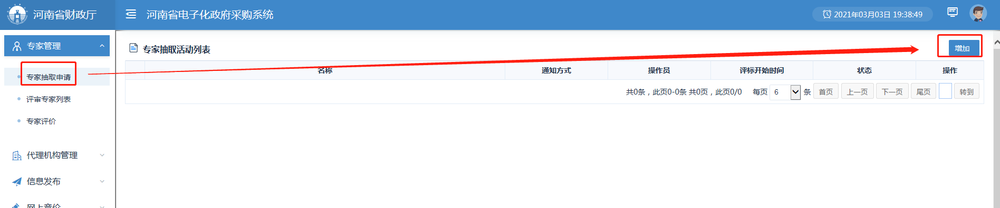 河南省财政厅
河南省电子化政府采购系统
2021年03月03日 19:38:49
专家管理
专家抽取申请
评审专家列表
专家评价
代理机构管理
信息发布
网上竞价
专家抽取活动列表
增加
名称 通知方式 操作员 评标开始时间 状态 操作
共0条，此页0-0条 共0页，此页0/0 每页 6 条 首页 上一页 下一页 尾页 转到